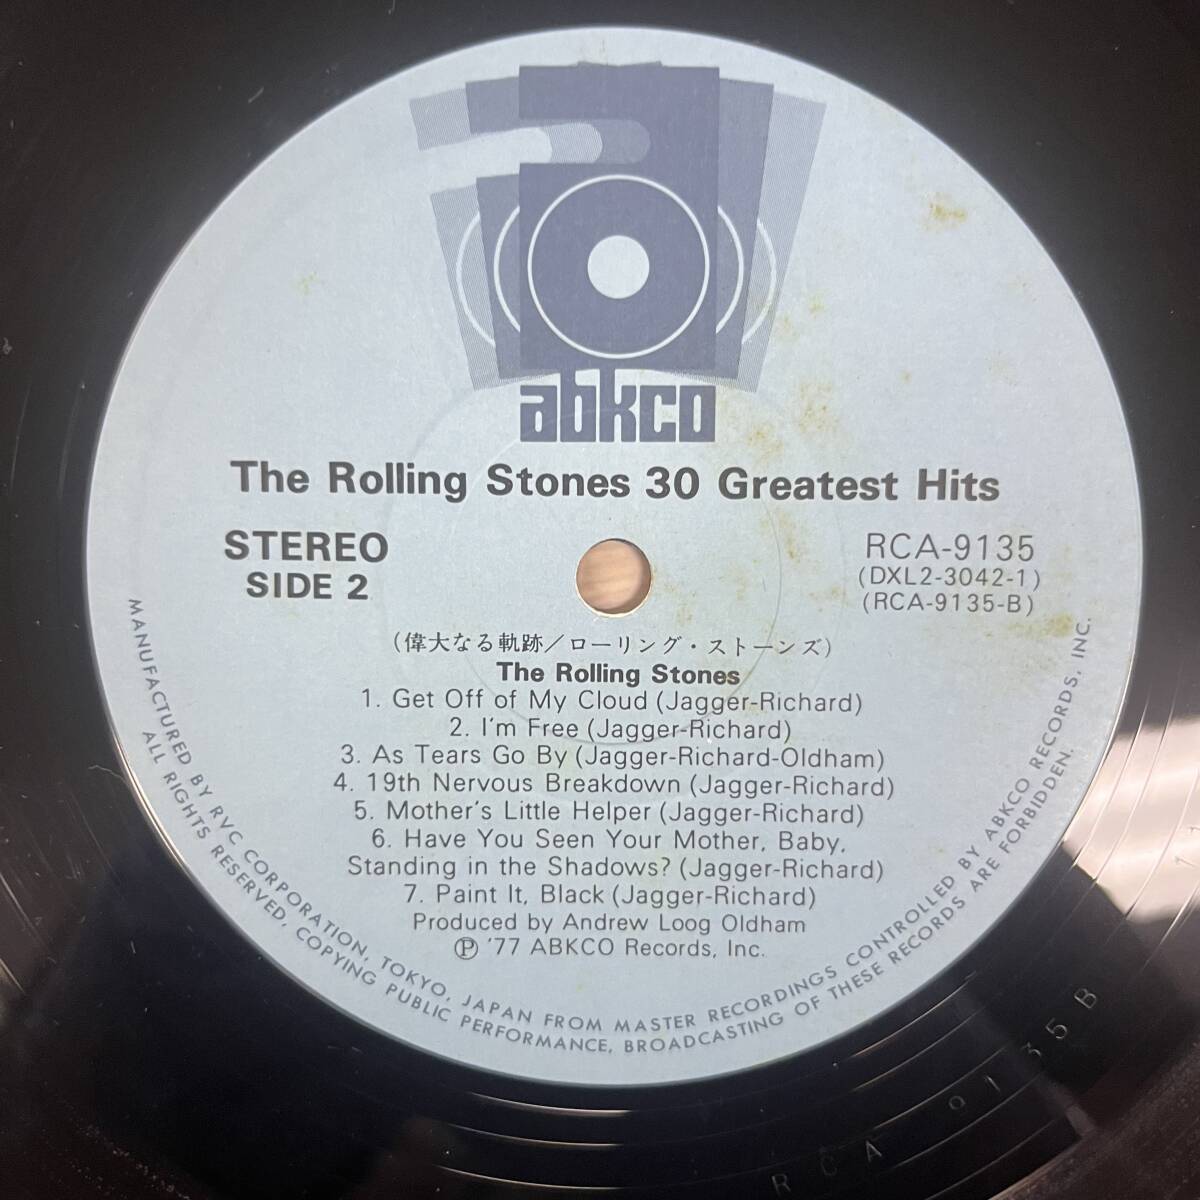 abkco
The Rolling Stones 30 Greatest Hits
STEREO
SIDE 2
RCA-9135
(DXL2-3042-1)
(RCA-9135-B)
(偉大なる軌跡/ローリング・ストーンズ)
The Rolling Stones
1. Get Off of My Cloud (Jagger-Richard)
2. I'm Free (Jagger-Richard)
3. As Tears Go By (Jagger-Richard-Oldham)
4. 19th Nervous Breakdown (Jagger-Richard)
5. Mother's Little Helper (Jagger-Richard)
6. Have You Seen Your Mother, Baby,
Standing in the Shadows? (Jagger-Richard)
7. Paint It, Black (Jagger-Richard)
Produced by Andrew Loog Oldham
Ⓟ '77 ABKCO Records, Inc.
MANUFACTURED BY RVC CORPORATION, TOKYO, JAPAN FROM MASTER RECORDINGS CONTROLLED BY ABKCO RECORDS, INC.
ALL RIGHTS RESERVED, COPYING PUBLIC PERFORMANCE, BROADCASTING OF THESE RECORDS ARE FORBIDDEN.
RCA 9135B